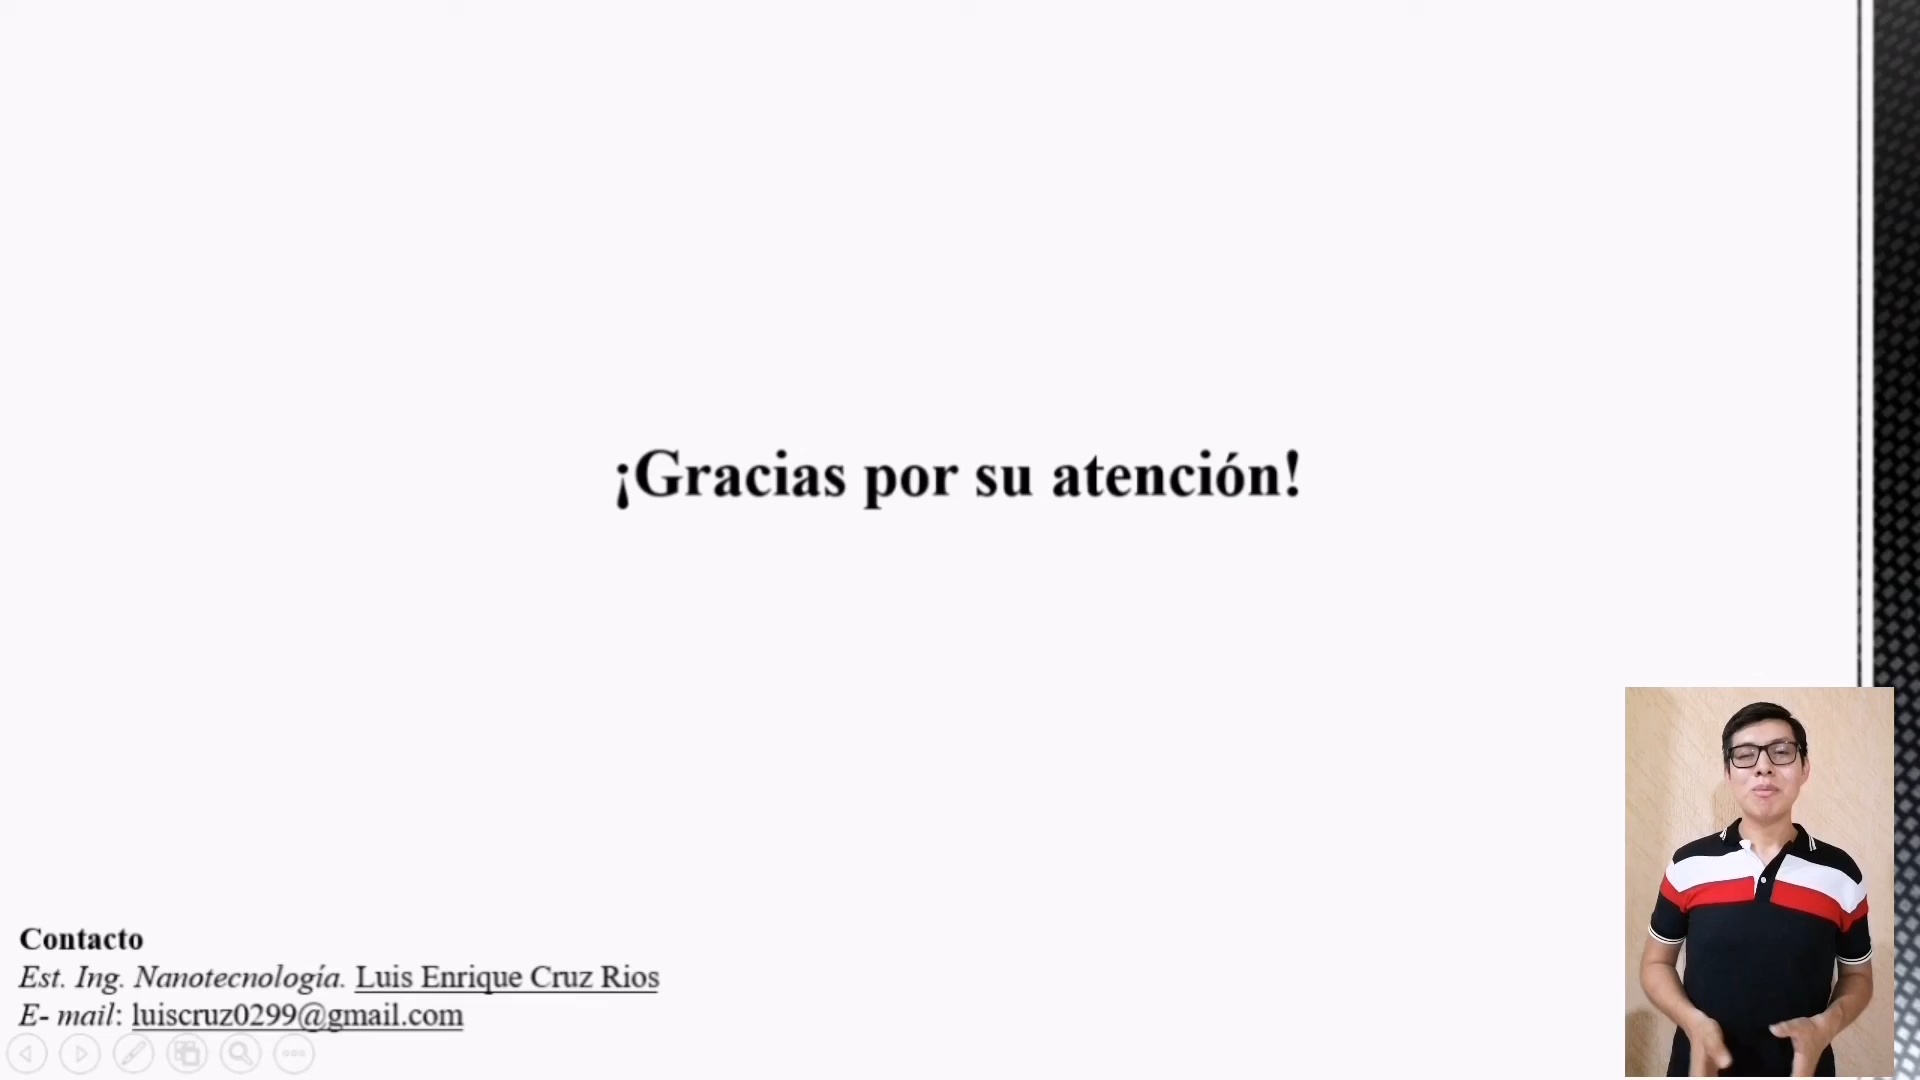 ¡Gracias por su atención!
Contacto
Est. Ing. Nanotecnología. Luis Enrique Cruz Rios
E- mail: luiscruz0299@gmail.com